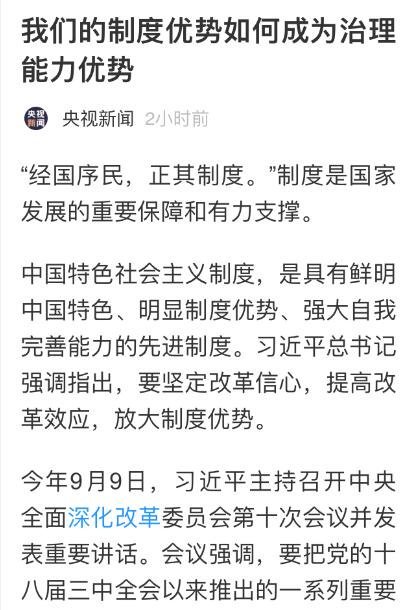 我们的制度优势如何成为治理
能力优势
央视新闻
央视新闻 2小时前
“经国序民，正其制度。”制度是国家
发展的重要保障和有力支撑。
中国特色社会主义制度，是具有鲜明
中国特色、明显制度优势、强大自我
完善能力的先进制度。习近平总书记
强调指出，要坚定改革信心，提高改
革效应，放大制度优势。
今年9月9日，习近平主持召开中央
全面深化改革委员会第十次会议并发
表重要讲话。会议强调，要把党的十
八届三中全会以来推出的一系列重要